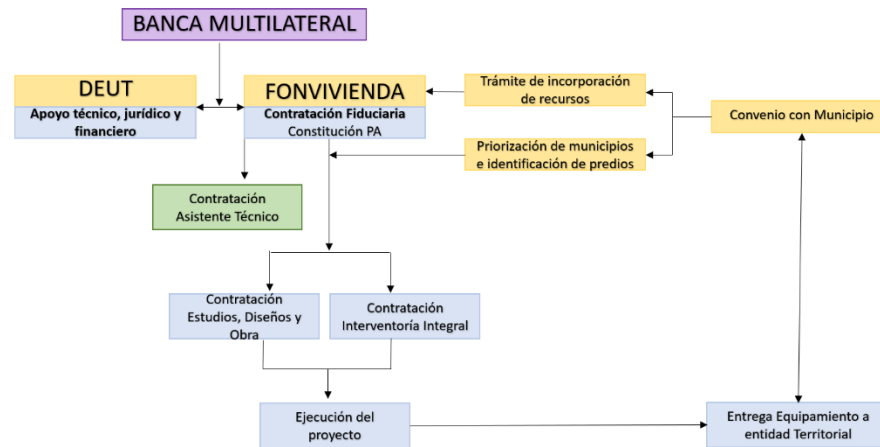 BANCA MULTILATERAL
DEUT
Apoyo técnico, jurídico y
financiero
FONVIVIENDA
Contratación Fiduciaria
Constitución PA
Trámite de incorporación
de recursos
Convenio con Municipio
Priorización de municipios
e identificación de predios
Contratación
Asistente Técnico
Contratación
Estudios, Diseños y
Obra
Contratación
Interventoría Integral
Ejecución del
proyecto
Entrega Equipamiento a
entidad Territorial